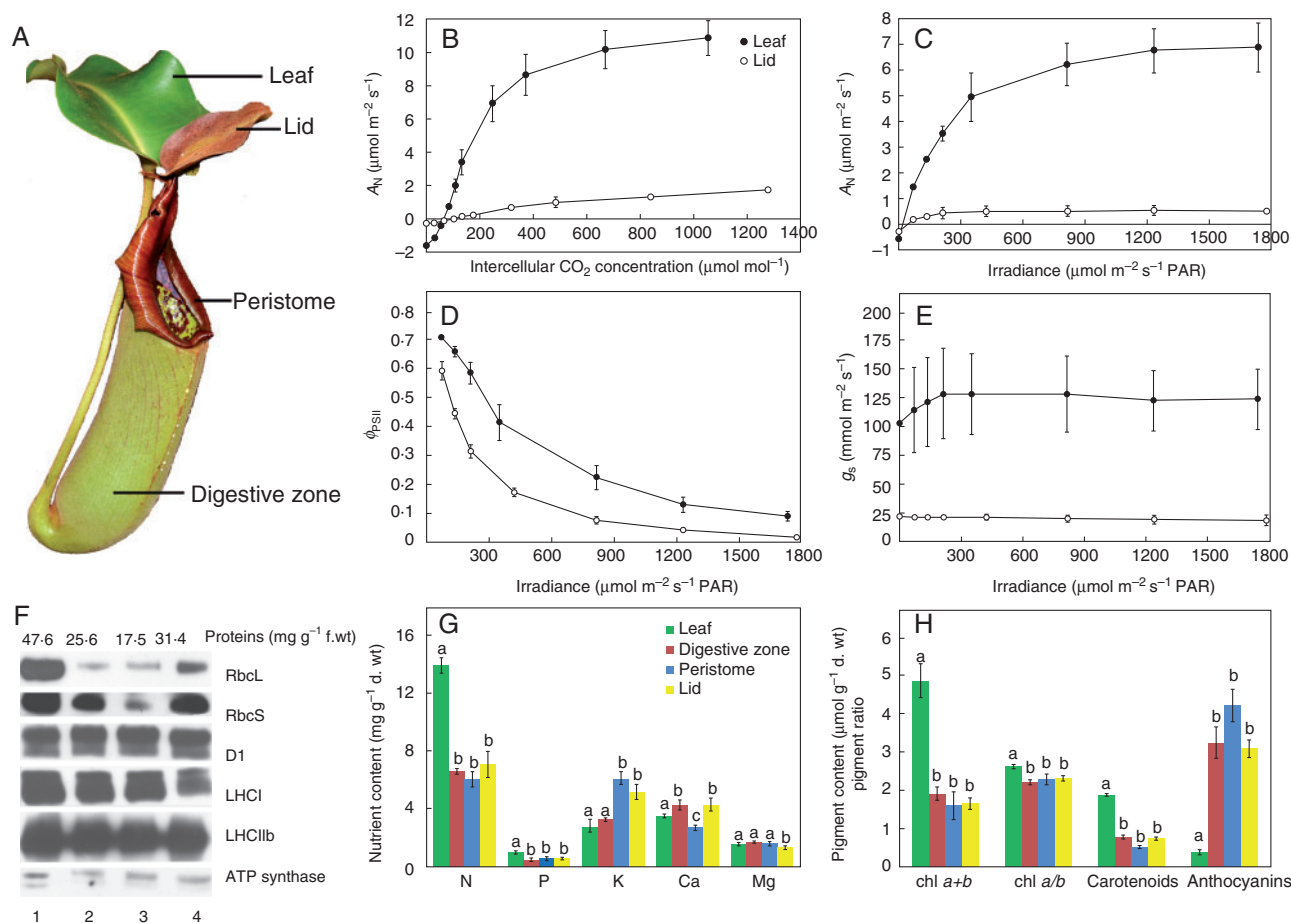 A
Leaf
Lid
Peristome
Digestive zone
B
Leaf
Lid
12
10
8
6
4
2
0
−2
200 400 600 800 1000 1200 1400
A_N (µmol m−2 s−1)
Intercellular CO2 concentration (µmol mol−1)
C
8
7
6
5
4
3
2
1
0
−1
300 600 900 1200 1500 1800
A_N (µmol m−2 s−1)
Irradiance (µmol m−2 s−1 PAR)
D
0·8
0·7
0·6
0·5
0·4
0·3
0·2
0·1
0
300 600 900 1200 1500 1800
ϕPSII
Irradiance (µmol m−2 s−1 PAR)
E
200
175
150
125
100
75
50
25
0
300 600 900 1200 1500 1800
gs (mmol m−2 s−1)
Irradiance (µmol m−2 s−1 PAR)
F
47·6 25·6 17·5 31·4 Proteins (mg g−1 f.wt)
RbcL
RbcS
D1
LHCI
LHCIIb
ATP synthase
1 2 3 4
G
Leaf
Digestive zone
Peristome
Lid
16
12
8
4
0
Nutrient content (mg g−1 d. wt)
a b b b
a b b b
a a b b
a b c b
a a a b
N P K Ca Mg
H
6
5
4
3
2
1
0
Pigment content (µmol g−1 d. wt)
pigment ratio
a b b b
a b b b
a b b b
a b b b
chl a+b chl a/b Carotenoids Anthocyanins